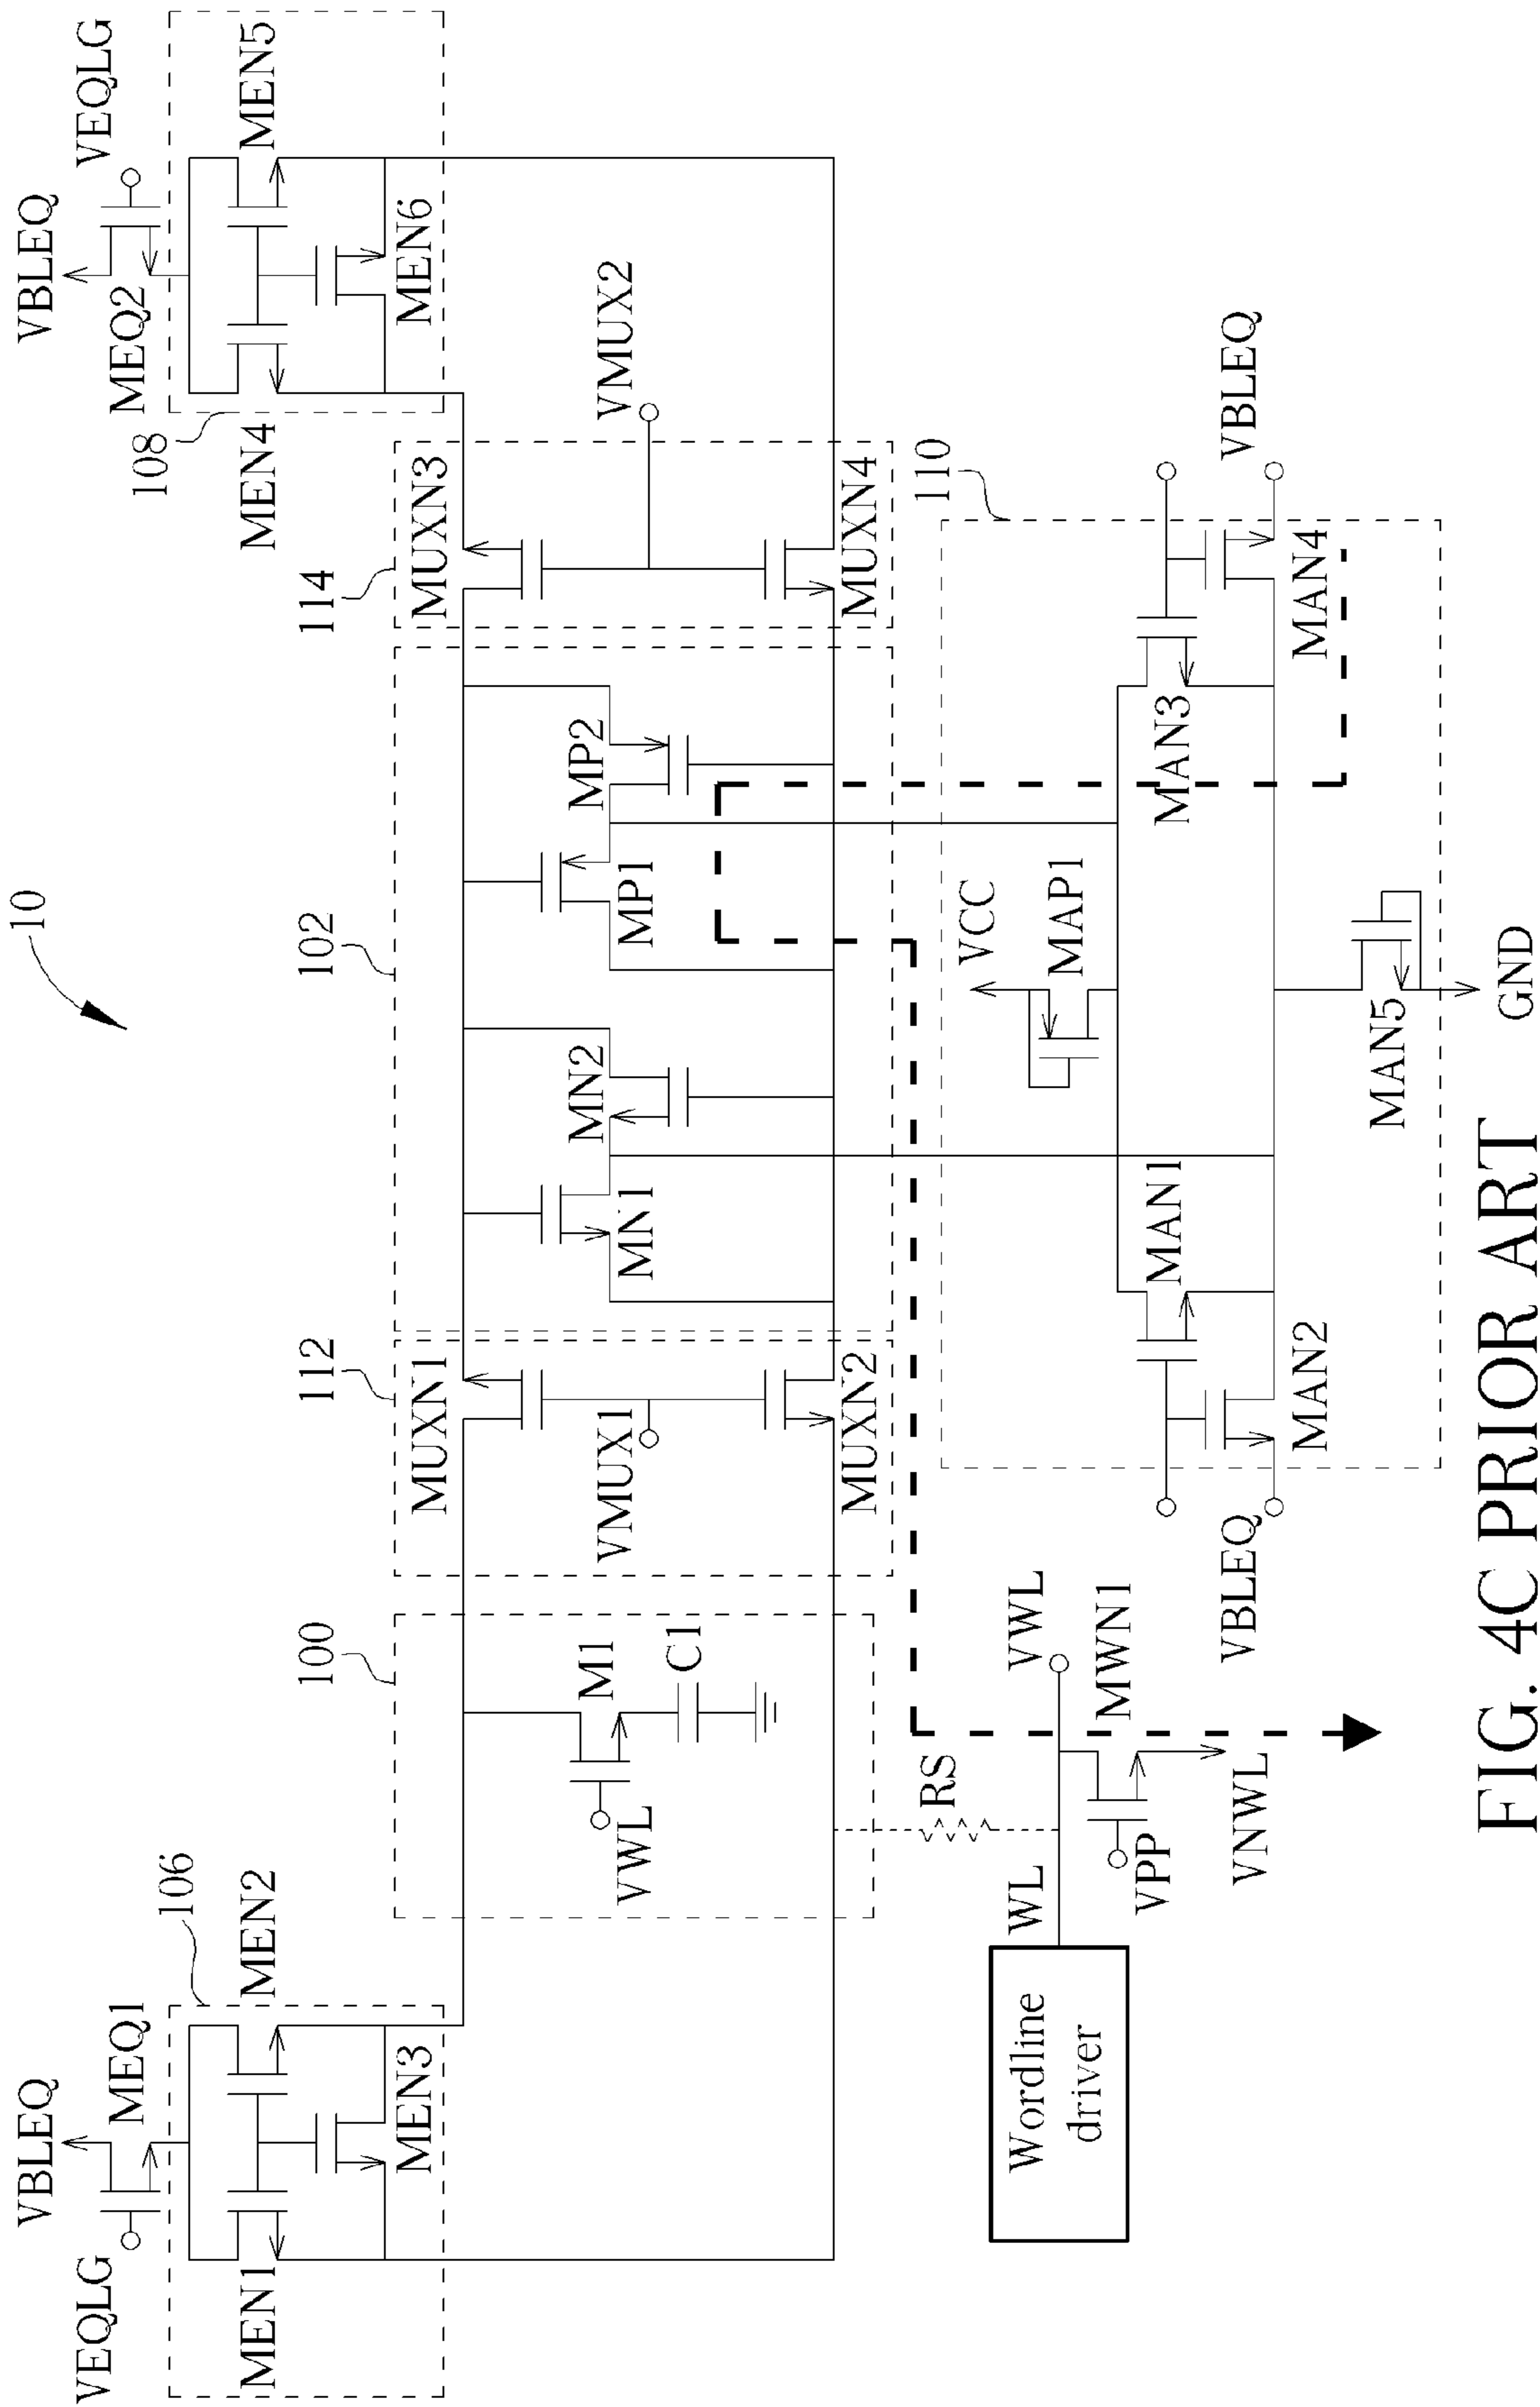 10
VBLEQ
VBLEQ
VEQLG
MEQ1
MEQ2
VEQLG
106
108
MEN1
MEN2
MEN4
MEN5
MEN3
MEN6
100
112
102
114
MUXN1
MUXN3
M1
C1
VWL
VMUX1
MN1
MN2
MP1
MP2
VMUX2
MUXN2
MUXN4
RS
110
Wordline
driver
WL
VWL
VCC
MAP1
MWN1
VPP
VNWL
MAN1
MAN3
VBLEQ
MAN2
MAN4
VBLEQ
MAN5
GND
FIG. 4C PRIOR ART